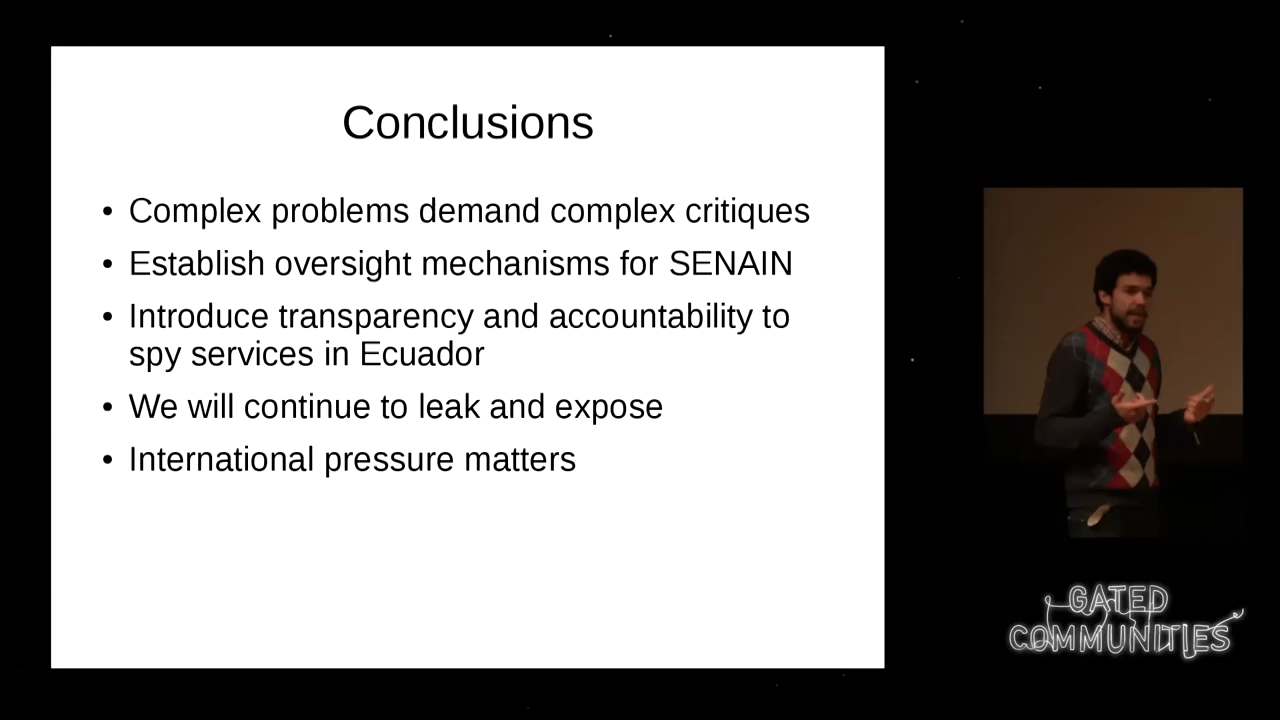 Conclusions
• Complex problems demand complex critiques
• Establish oversight mechanisms for SENAIN
• Introduce transparency and accountability to
spy services in Ecuador
• We will continue to leak and expose
• International pressure matters
GATED
COMMUNITIES